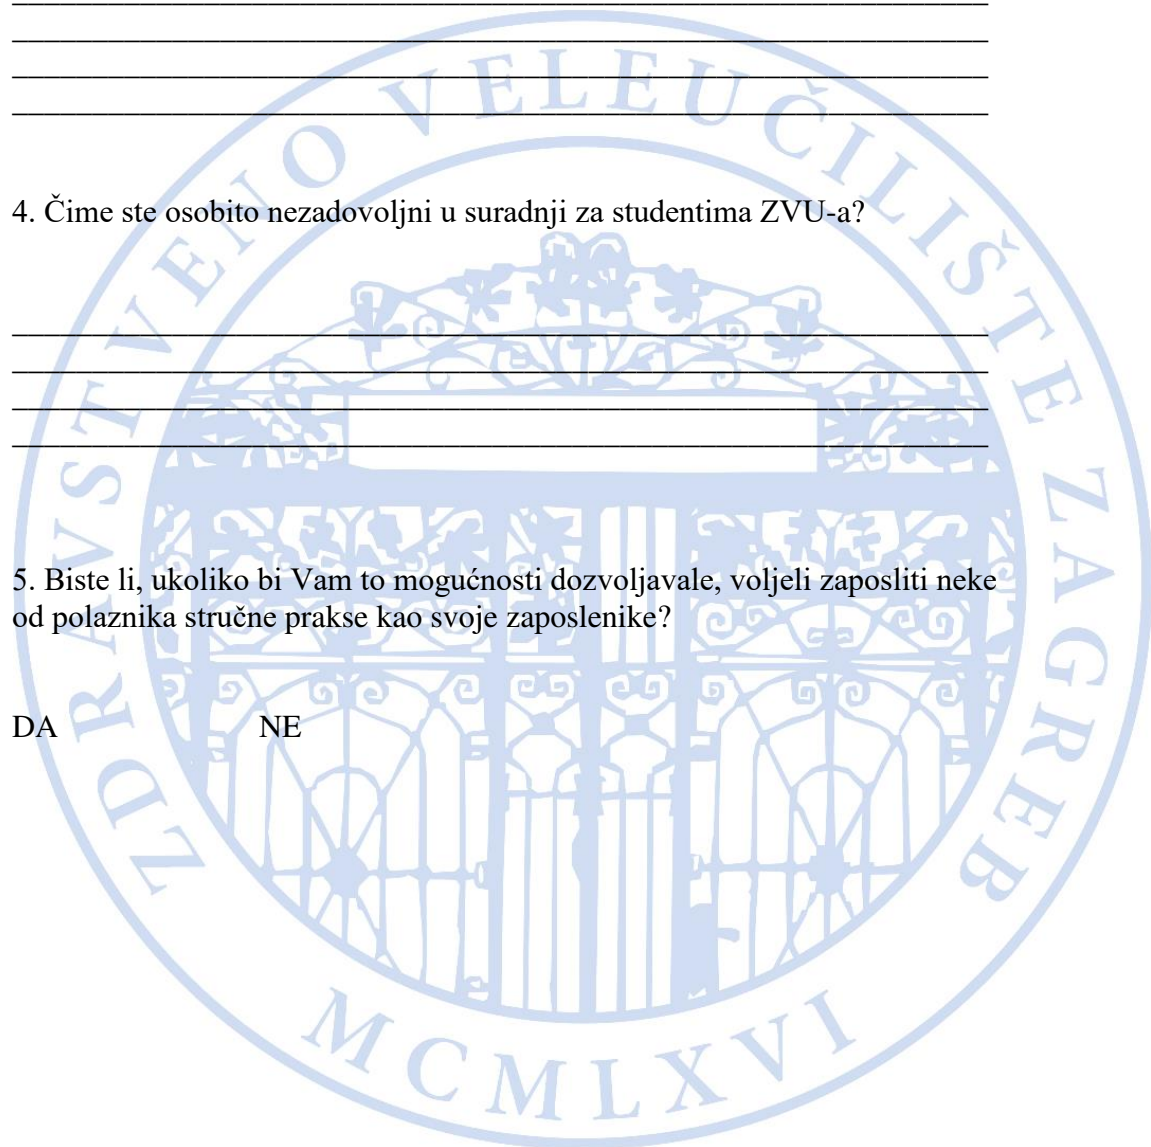 4. Čime ste osobito nezadovoljni u suradnji za studentima ZVU-a?
5. Biste li, ukoliko bi Vam to mogućnosti dozvoljavale, voljeli zaposliti neke
od polaznika stručne prakse kao svoje zaposlenike?
DA NE
ZDRAVSTVENO VELEUČILIŠTE ZAGREB
MCMLXVI